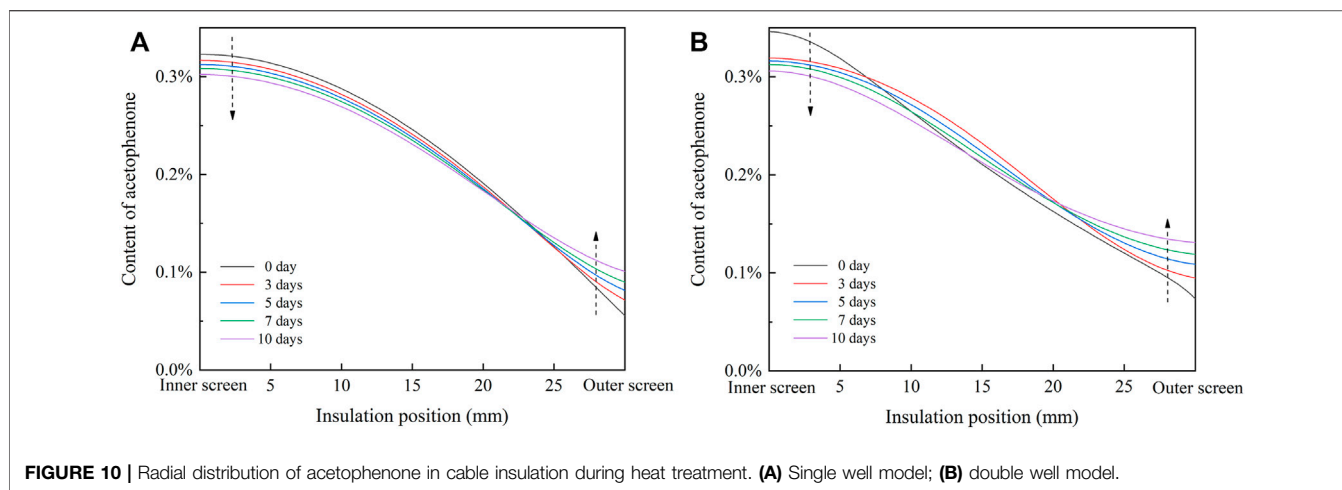 A
0.3%
0.2%
0.1%
0.0%
Content of acetophenone
0 day
3 days
5 days
7 days
10 days
Inner screen 5 10 15 20 25 Outer screen
Insulation position (mm)
B
0.3%
0.2%
0.1%
0.0%
Content of acetophenone
0 day
3 days
5 days
7 days
10 days
Inner screen 5 10 15 20 25 Outer screen
Insulation position (mm)
FIGURE 10 | Radial distribution of acetophenone in cable insulation during heat treatment. (A) Single well model; (B) double well model.